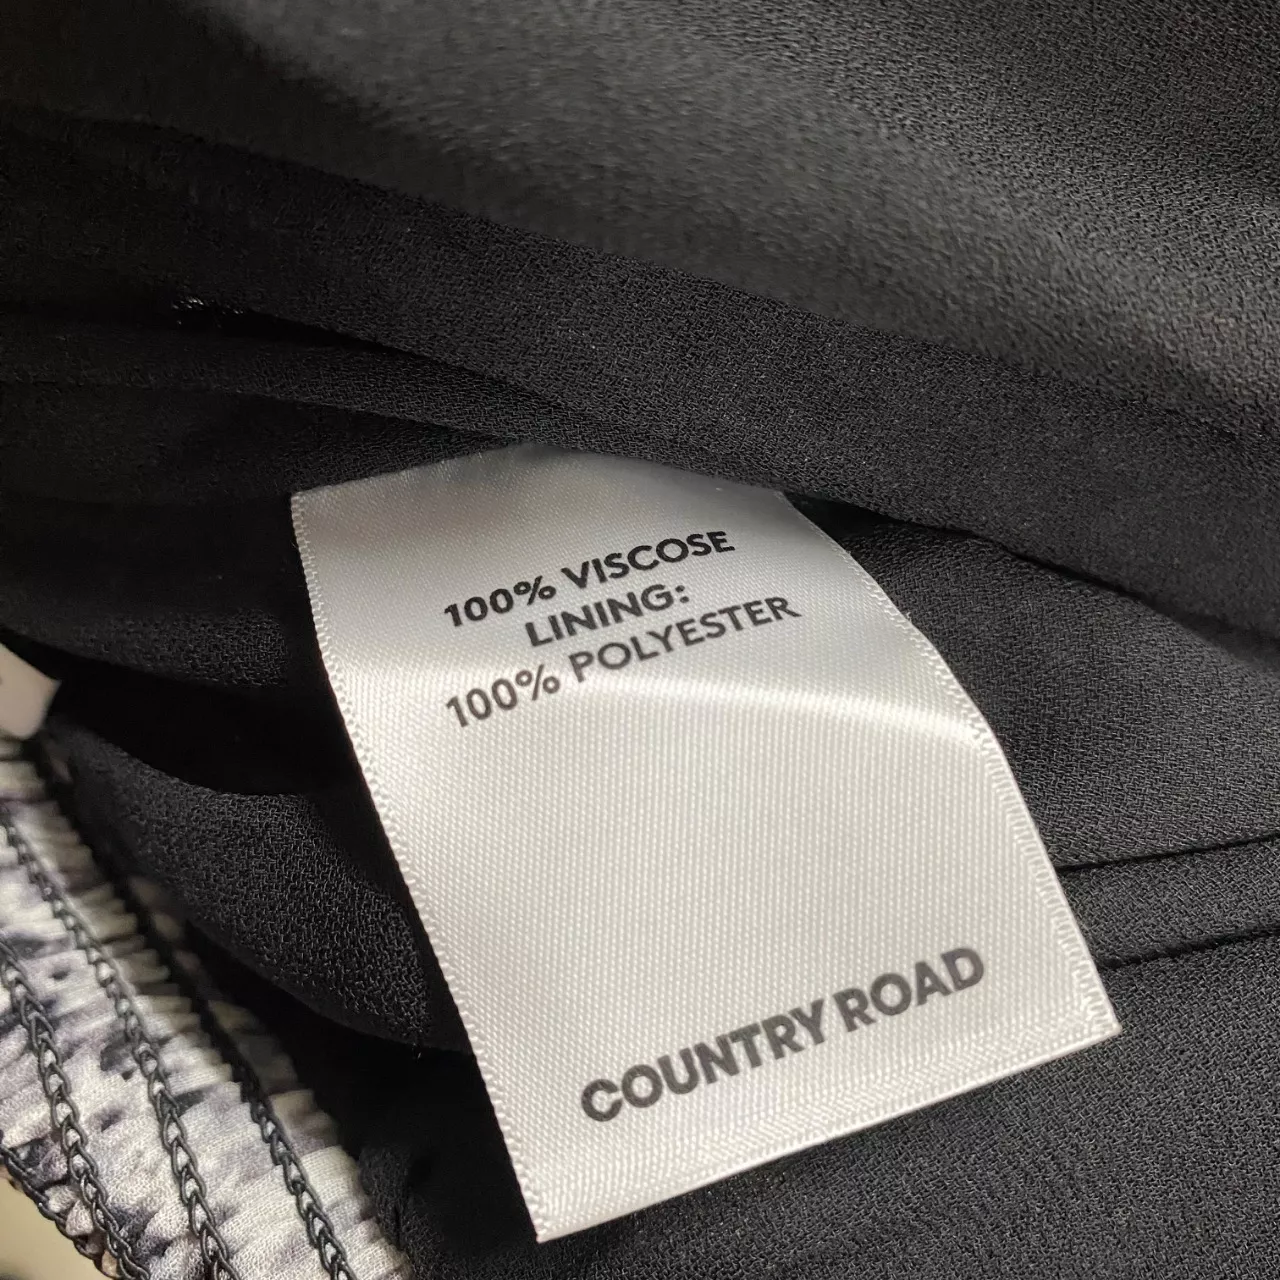 100% VISCOSE
LINING:
100% POLYESTER
COUNTRY ROAD